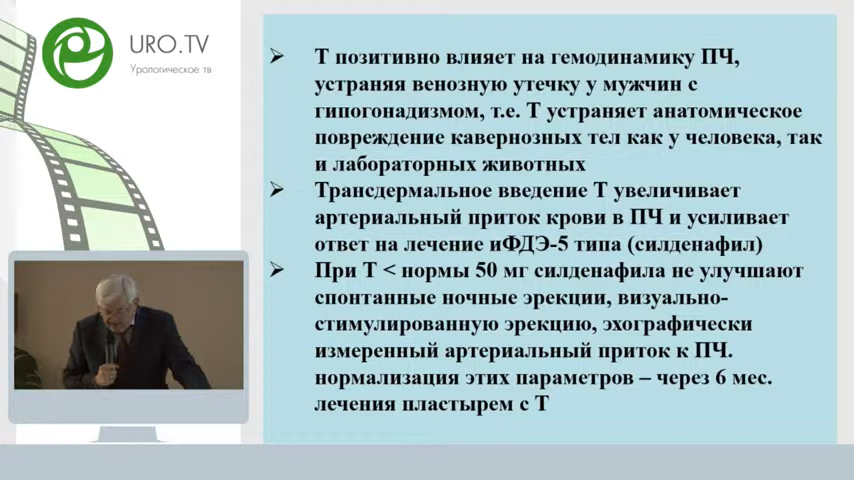 URO.TV
Урологическое тв
Т позитивно влияет на гемодинамику ПЧ,
устраняя венозную утечку у мужчин с
гипогонадизмом, т.е. Т устраняет анатомическое
повреждение кавернозных тел как у человека, так
и лабораторных животных
Трансдермальное введение Т увеличивает
артериальный приток крови в ПЧ и усиливает
ответ на лечение иФДЭ-5 типа (силденафил)
При Т < нормы 50 мг силденафила не улучшают
спонтанные ночные эрекции, визуально-
стимулированную эрекцию, эхографически
измеренный артериальный приток к ПЧ.
нормализация этих параметров – через 6 мес.
лечения пластырем с Т